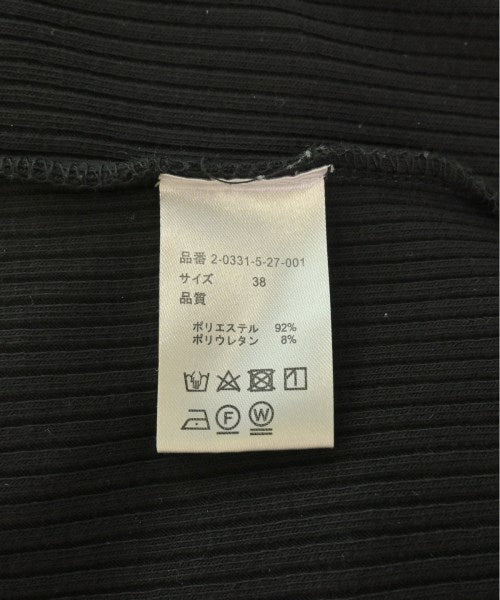 品番 2-0331-5-27-001
サイズ 38
品質
ポリエステル 92%
ポリウレタン 8%
F W